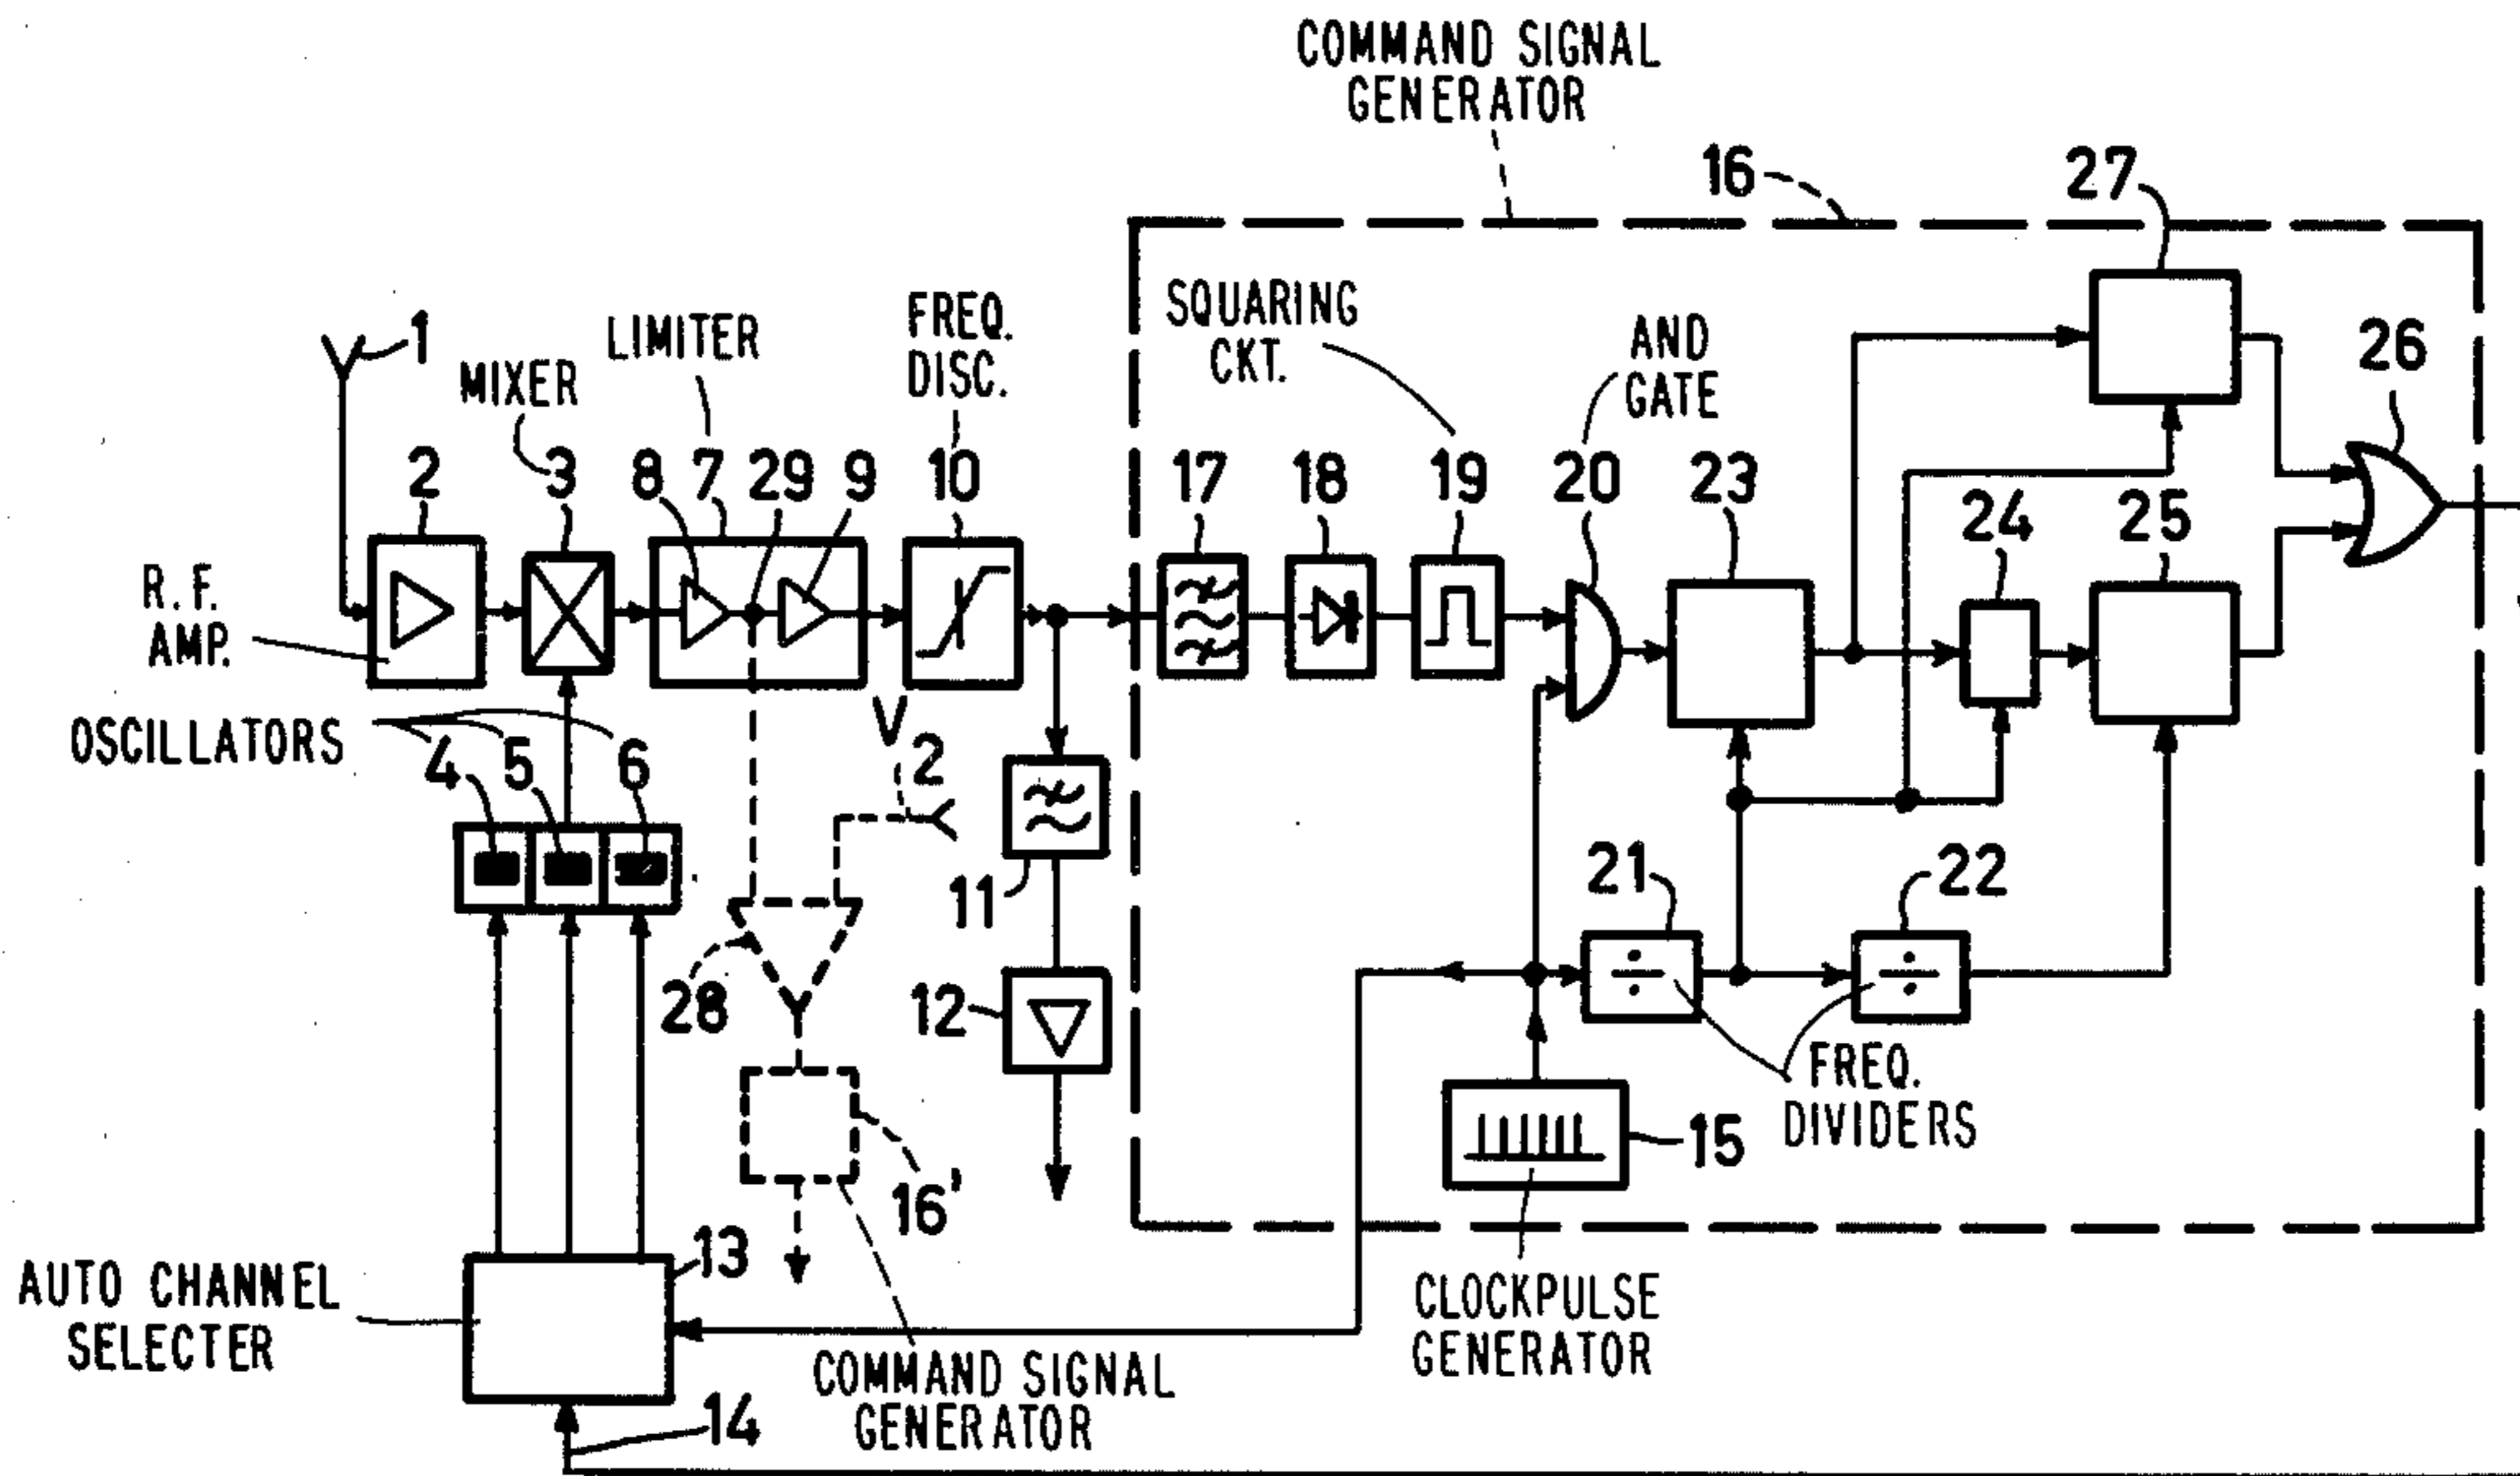 COMMAND SIGNAL
GENERATOR
16
27
SQUARING
CKT.
AND
GATE
26
FREQ.
DISC.
LIMITER
1
MIXER
2
3
8
7
29
9
10
17
18
19
20
23
24
25
R.F.
AMP.
OSCILLATORS
4
5
6
V
2
11
21
22
28
12
FREQ.
DIVIDERS
15
16'
13
AUTO CHANNEL
SELECTER
CLOCKPULSE
GENERATOR
COMMAND SIGNAL
GENERATOR
14